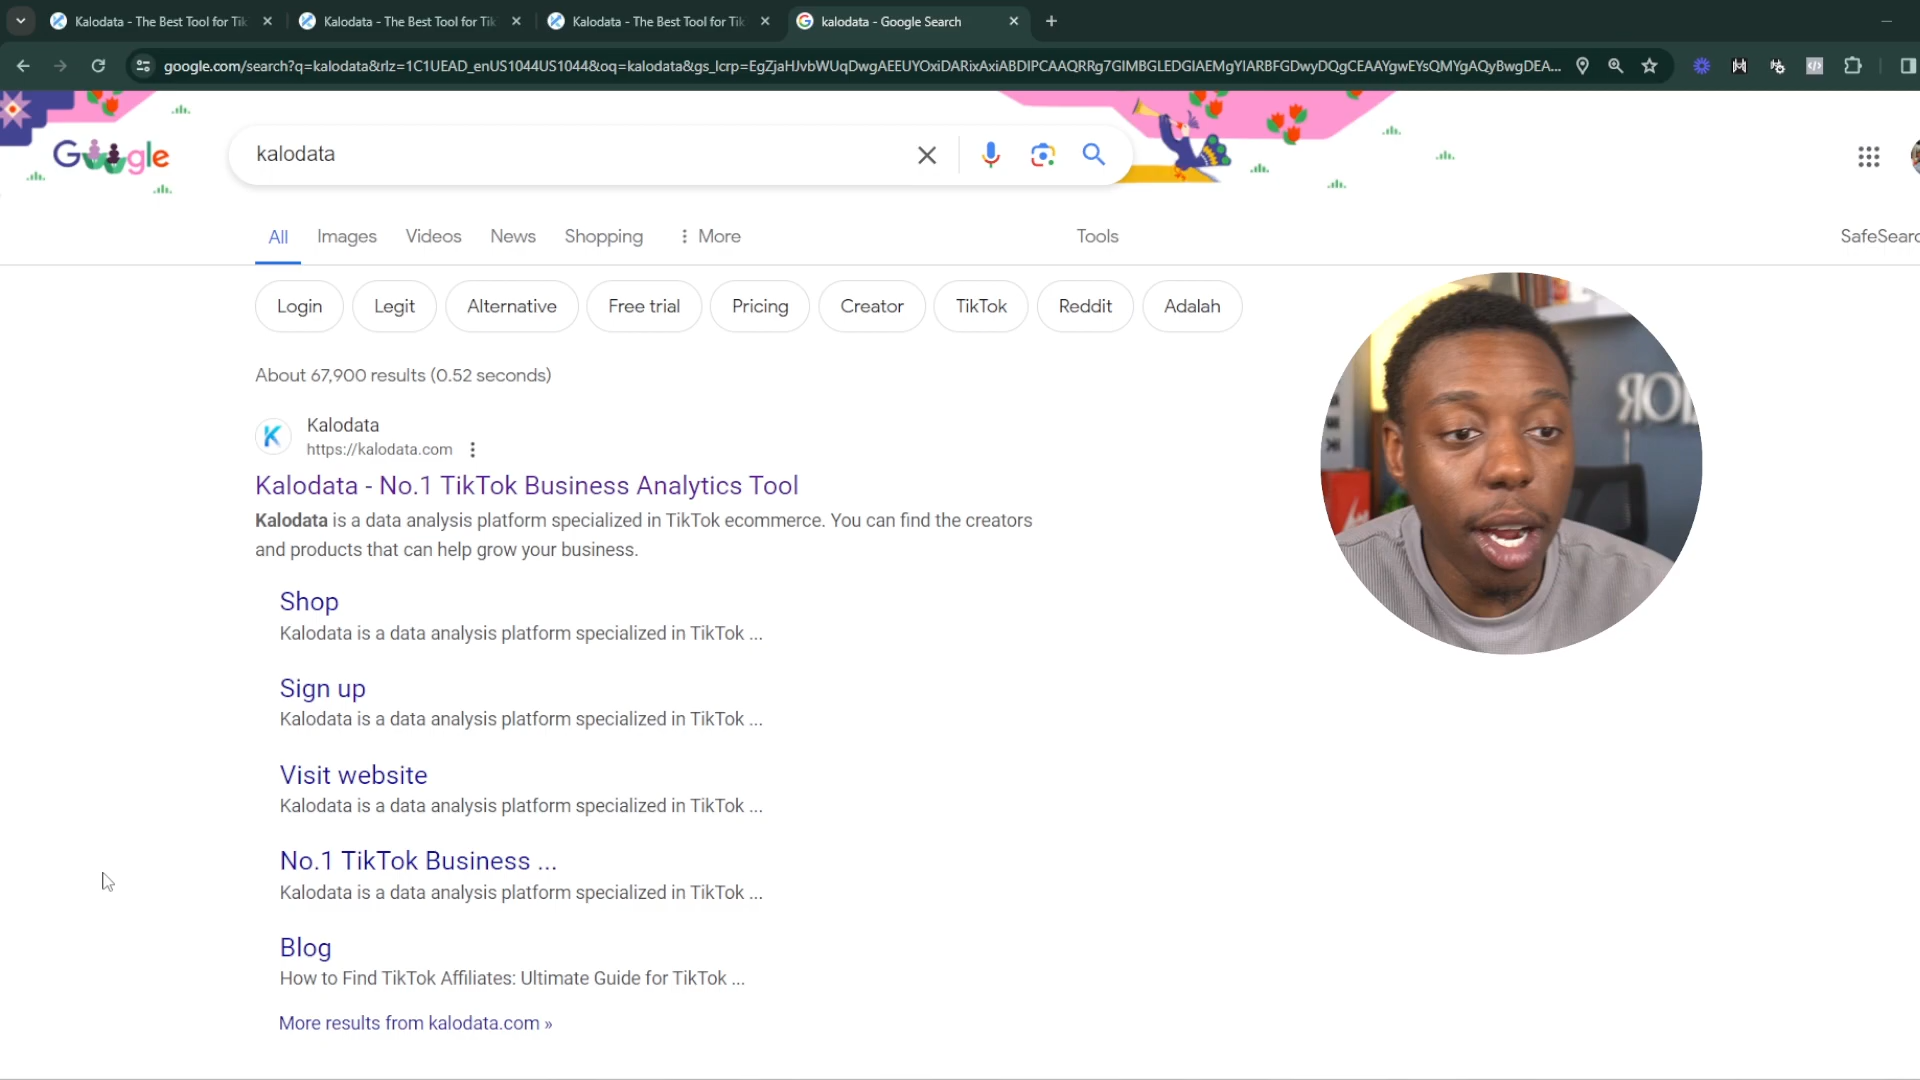 Kalodata - The Best Tool for Tik
Kalodata - The Best Tool for Tik
Kalodata - The Best Tool for Tik
kalodata - Google Search
google.com/search?q=kalodata&rlz=1C1UEAD_enUS1044US1044&oq=kalodata&gs_lcrp=EgZjaHJvbWUqDwgAEEUYOxiDARixAxiABDIPCAAQRRg7GIMBGLEDGIAEMgYIARBFGDwyDQgCEAAYgwEYsQMYgAQyBwgDEA...
Google
kalodata
All
Images
Videos
News
Shopping
More
Tools
SafeSearc
Login
Legit
Alternative
Free trial
Pricing
Creator
TikTok
Reddit
Adalah
About 67,900 results (0.52 seconds)
Kalodata
https://kalodata.com
Kalodata - No.1 TikTok Business Analytics Tool
Kalodata is a data analysis platform specialized in TikTok ecommerce. You can find the creators
and products that can help grow your business.
Shop
Kalodata is a data analysis platform specialized in TikTok ...
Sign up
Kalodata is a data analysis platform specialized in TikTok ...
Visit website
Kalodata is a data analysis platform specialized in TikTok ...
No.1 TikTok Business ...
Kalodata is a data analysis platform specialized in TikTok ...
Blog
How to Find TikTok Affiliates: Ultimate Guide for TikTok ...
More results from kalodata.com »